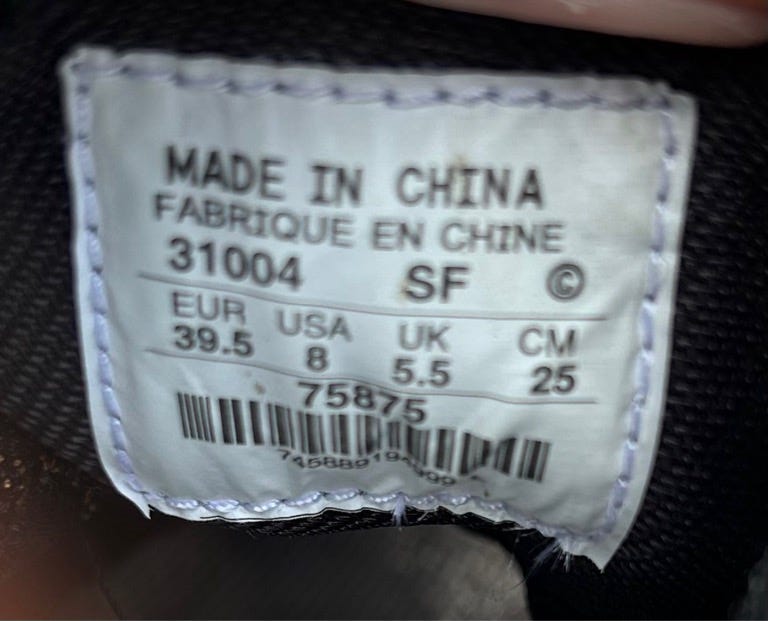 MADE IN CHINA
FABRIQUE EN CHINE
31004 SF ©
EUR USA UK CM
39.5 8 5.5 25
75875